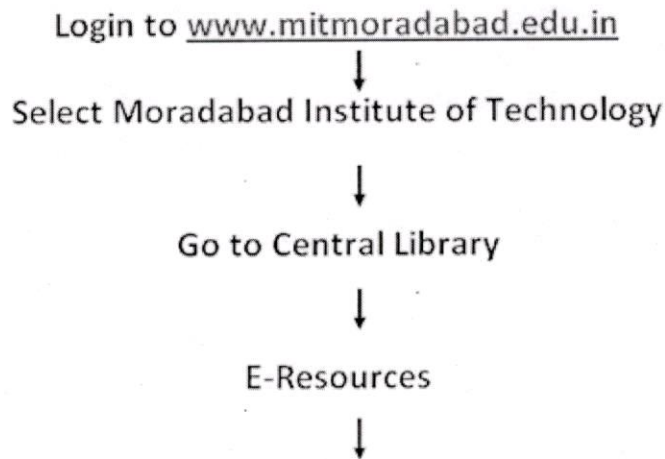 Login to www.mitmoradabad.edu.in
Select Moradabad Institute of Technology
Go to Central Library
E-Resources